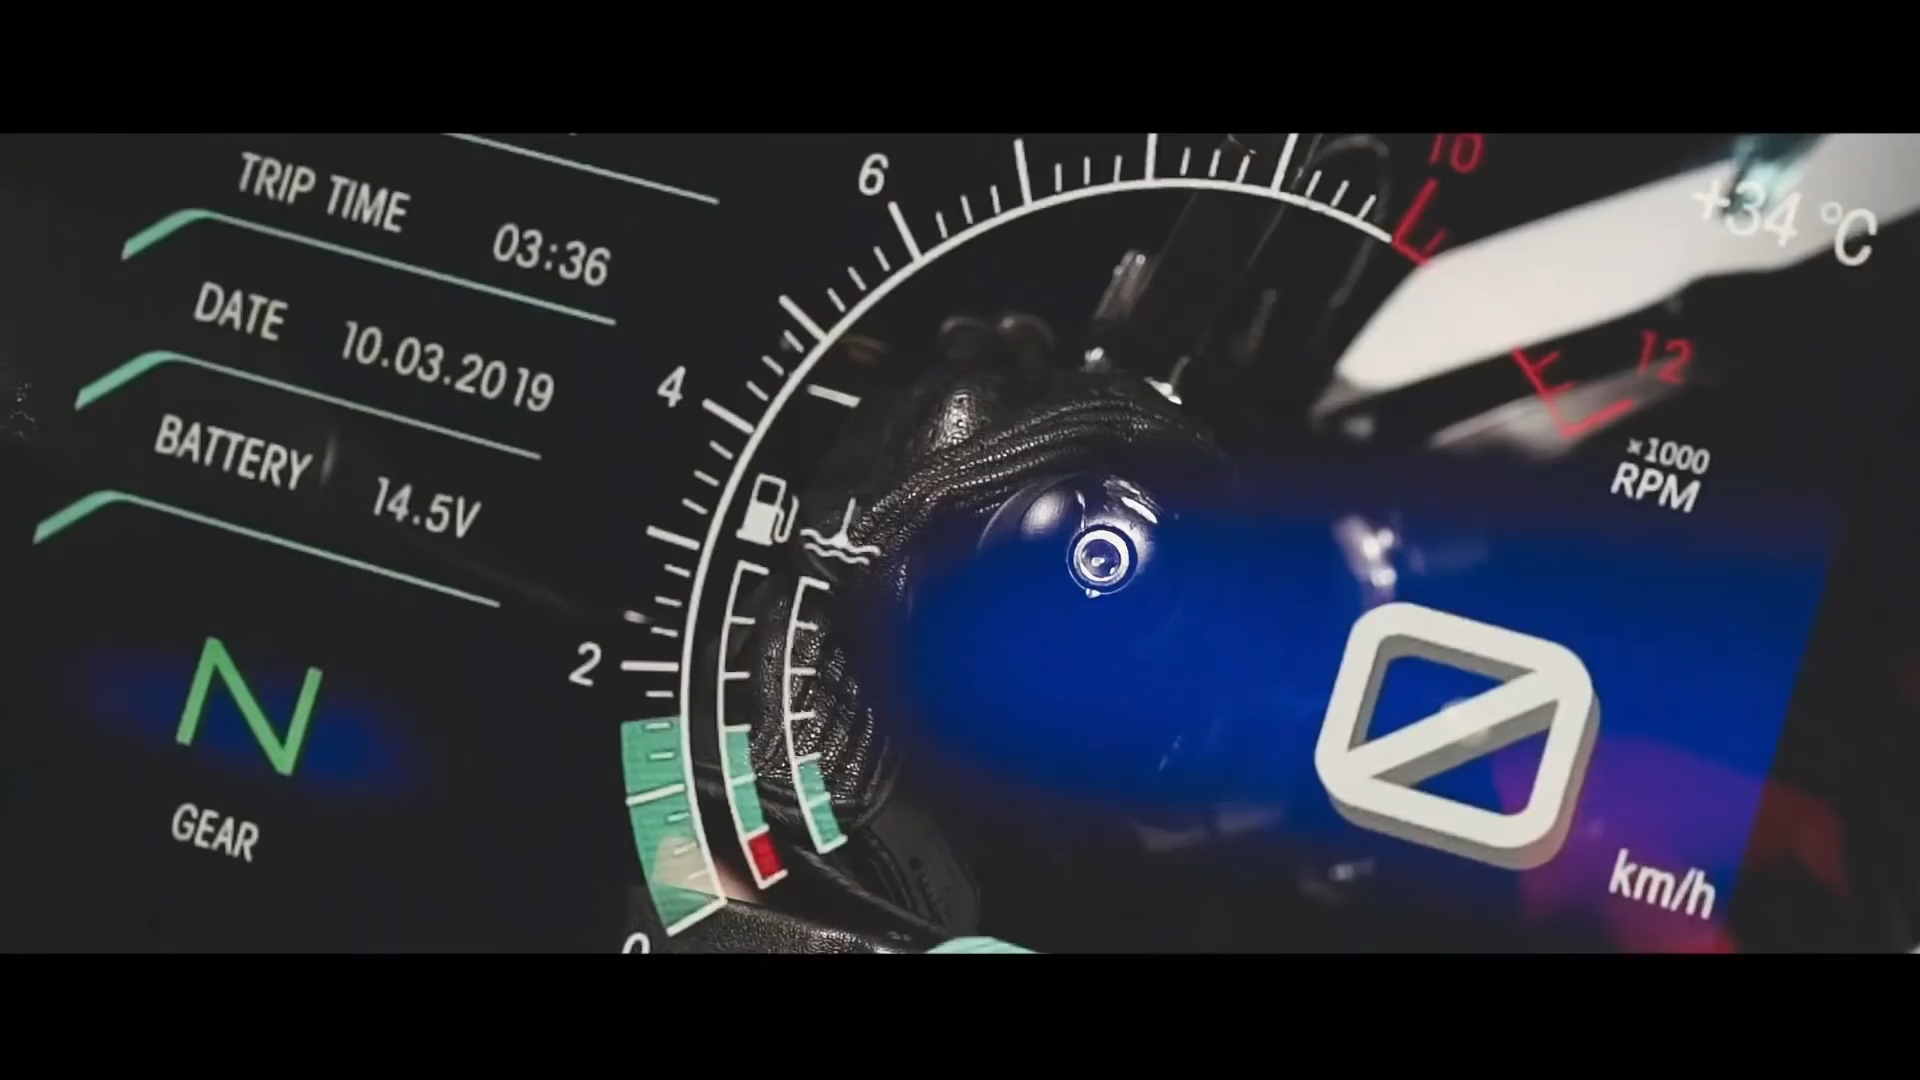 TRIP TIME 03:36
DATE 10.03.2019
BATTERY 14.5V
N
GEAR
0
2
4
6
10
12
+34 °C
x1000
RPM
0
km/h